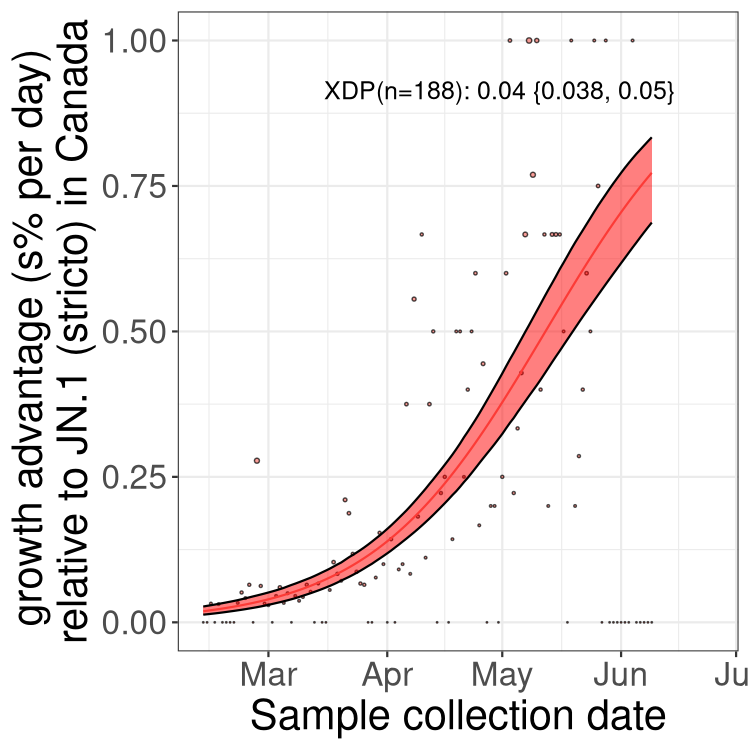 growth advantage (s% per day)
relative to JN.1 (stricto) in Canada
1.00
0.75
0.50
0.25
0.00
XDP(n=188): 0.04 {0.038, 0.05}
Mar Apr May Jun Ju
Sample collection date